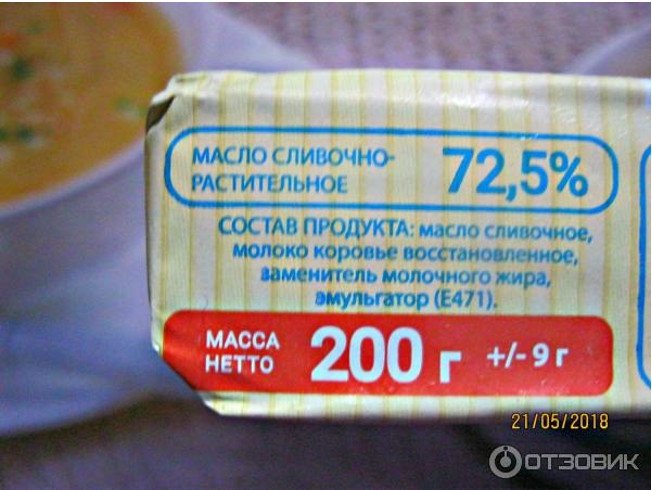 МАСЛО СЛИВОЧНО-
РАСТИТЕЛЬНОЕ
72,5%
СОСТАВ ПРОДУКТА: масло сливочное,
молоко коровье восстановленное,
заменитель молочного жира,
эмульгатор (Е471).
МАССА
НЕТТО
200 г +/- 9 г
21/05/2018
ОТЗОВИК